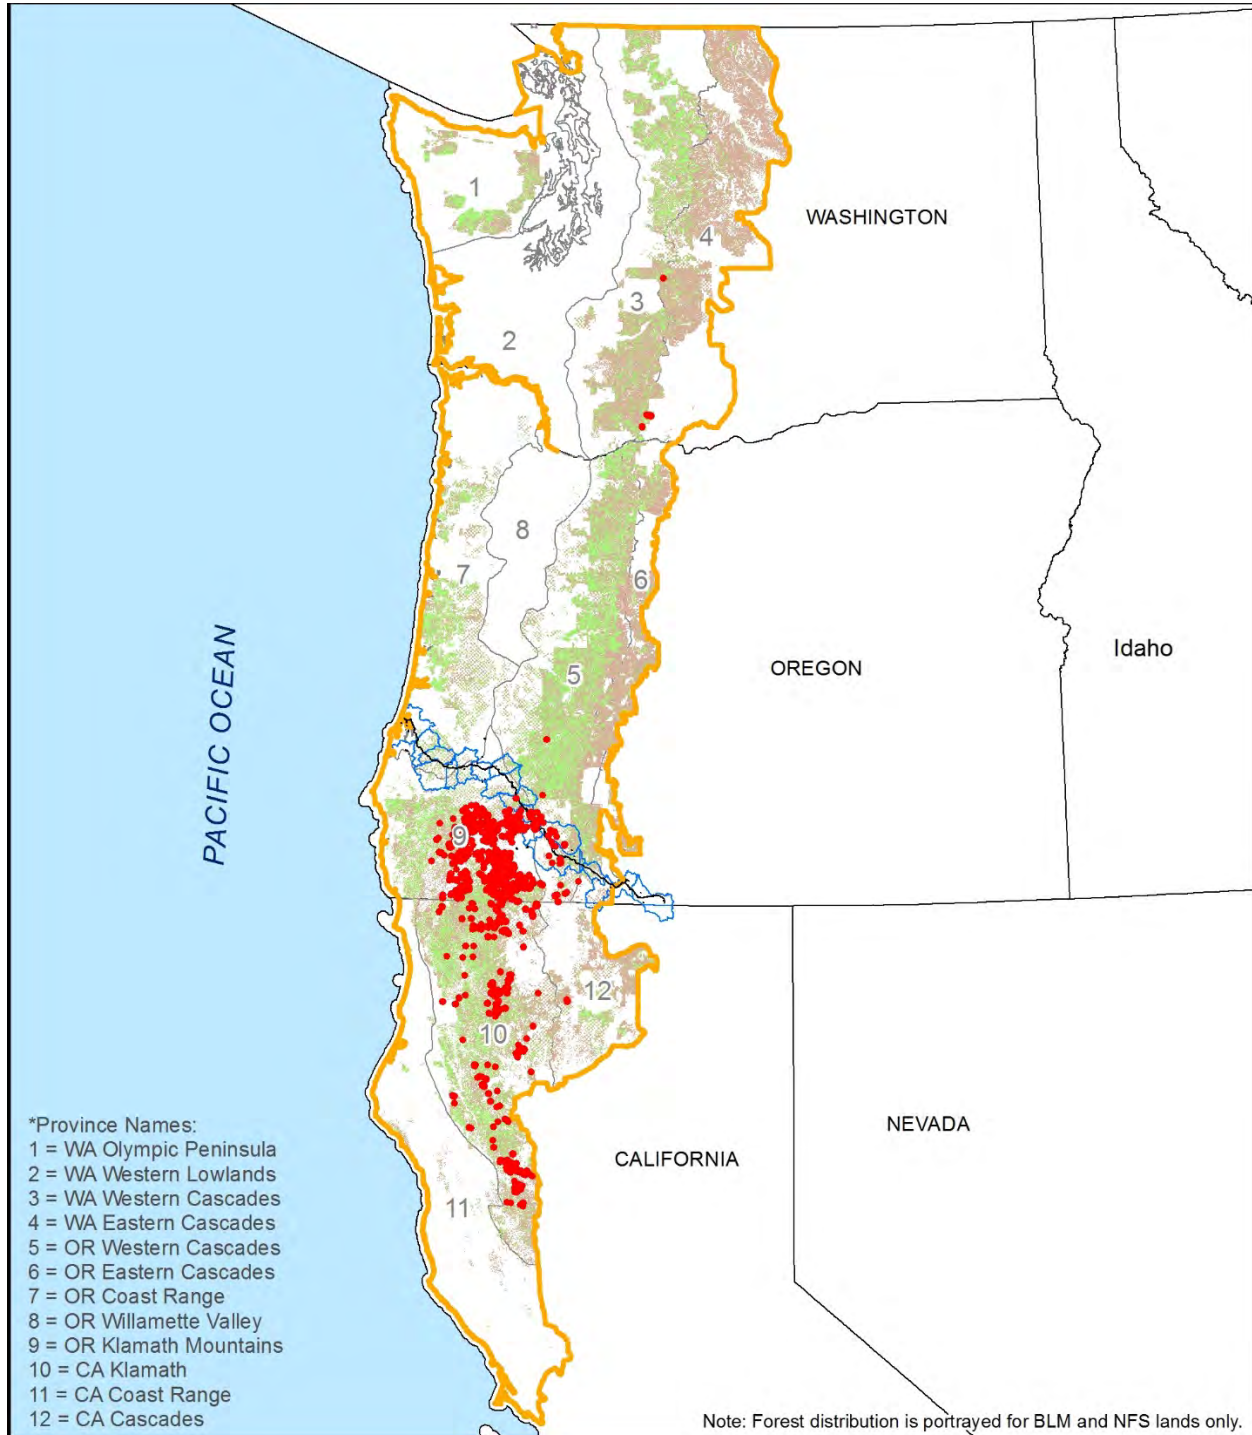 WASHINGTON
4
1
3
2
8
7
6
5
OREGON
Idaho
PACIFIC OCEAN
9
12
10
NEVADA
CALIFORNIA
11
*Province Names:
1 = WA Olympic Peninsula
2 = WA Western Lowlands
3 = WA Western Cascades
4 = WA Eastern Cascades
5 = OR Western Cascades
6 = OR Eastern Cascades
7 = OR Coast Range
8 = OR Willamette Valley
9 = OR Klamath Mountains
10 = CA Klamath
11 = CA Coast Range
12 = CA Cascades
Note: Forest distribution is portrayed for BLM and NFS lands only.